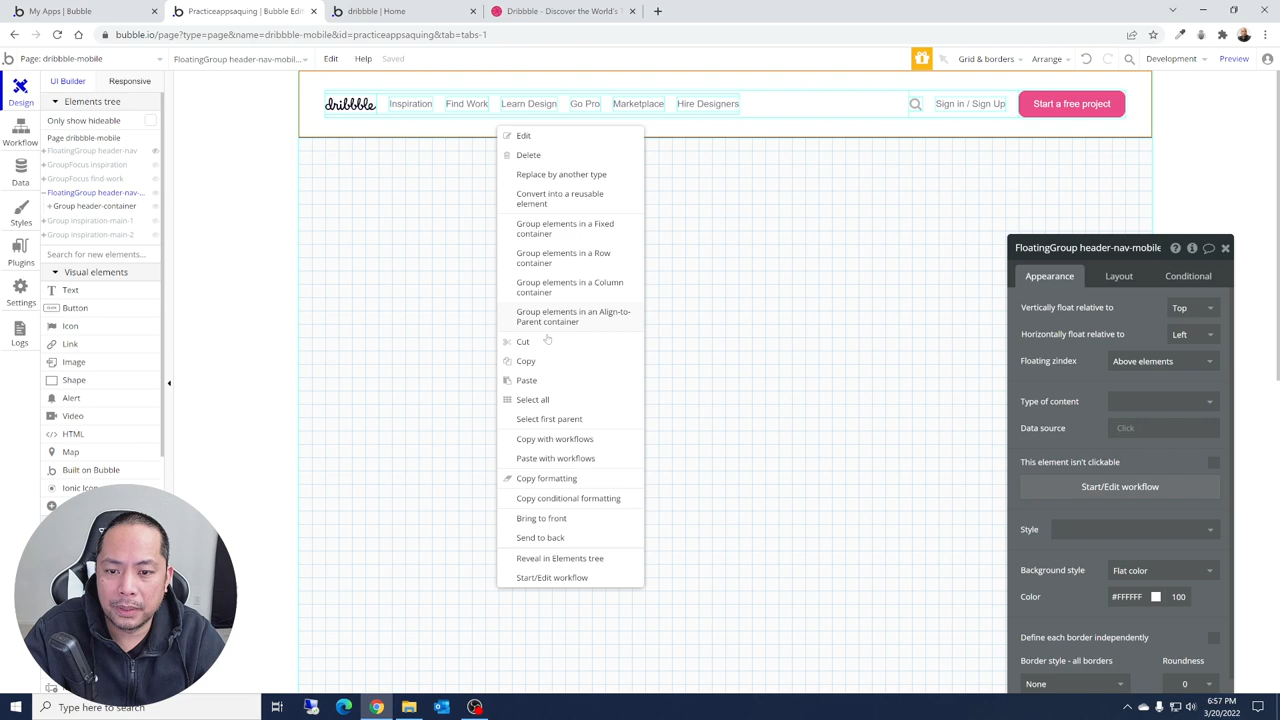 My Apps | Bubble
Practiceappsaquing | Bubble Edit
dribbble | Home
Dribbble - Discover the World's
bubble.io/page?type=page&name=dribbble-mobile&id=practiceappsaquing&tab=tabs-1
Page: dribbble-mobile
FloatingGroup header-nav-mobil...
Edit
Help
Saved
Grid & borders
Arrange
Development
Preview
Design
Workflow
Data
Styles
Plugins
Settings
Logs
UI Builder
Responsive
Elements tree
Only show hideable
Page dribbble-mobile
FloatingGroup header-nav
GroupFocus inspiration
GroupFocus find-work
FloatingGroup header-nav-...
Group header-container
Group inspiration-main-1
Group inspiration-main-2
Search for new elements...
Visual elements
Text
Button
Icon
Link
Image
Shape
Alert
Video
HTML
Map
Built on Bubble
Ionic Icon
dribbble
Inspiration
Find Work
Learn Design
Go Pro
Marketplace
Hire Designers
Sign in / Sign Up
Start a free project
Edit
Delete
Replace by another type
Convert into a reusable
element
Group elements in a Fixed
container
Group elements in a Row
container
Group elements in a Column
container
Group elements in an Align-to-
Parent container
Cut
Copy
Paste
Select all
Select first parent
Copy with workflows
Paste with workflows
Copy formatting
Copy conditional formatting
Bring to front
Send to back
Reveal in Elements tree
Start/Edit workflow
FloatingGroup header-nav-mobile
Appearance
Layout
Conditional
Vertically float relative to
Top
Horizontally float relative to
Left
Floating zindex
Above elements
Type of content
Data source
Click
This element isn't clickable
Start/Edit workflow
Style
Background style
Flat color
Color
#FFFFFF
100
Define each border independently
Border style - all borders
Roundness
None
0
Type here to search
6:57 PM
3/20/2022